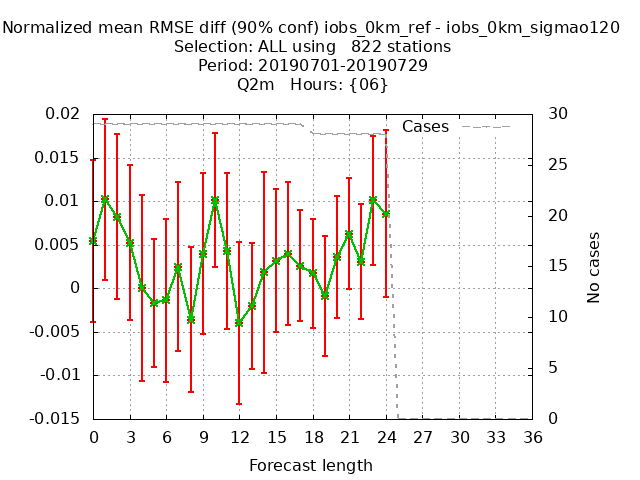 Normalized mean RMSE diff (90% conf) iobs_0km_ref - iobs_0km_sigmao120
Selection: ALL using   822 stations
Period: 20190701-20190729
Q2m   Hours: {06}
Cases
0.02
0.015
0.01
0.005
0
-0.005
-0.01
-0.015
30
25
20
15
10
5
0
No cases
0 3 6 9 12 15 18 21 24 27 30 33 36
Forecast length